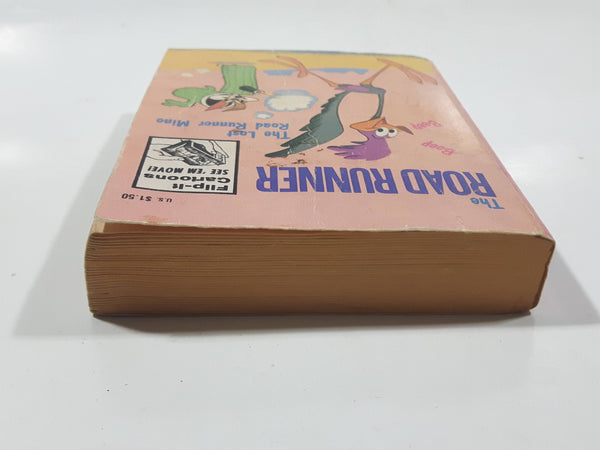 The
ROAD RUNNER
Beep
Beep
The Lost
Road Runner Mine
Flip-It
Cartoons
SEE 'EM MOVE!
U.S. $1.50